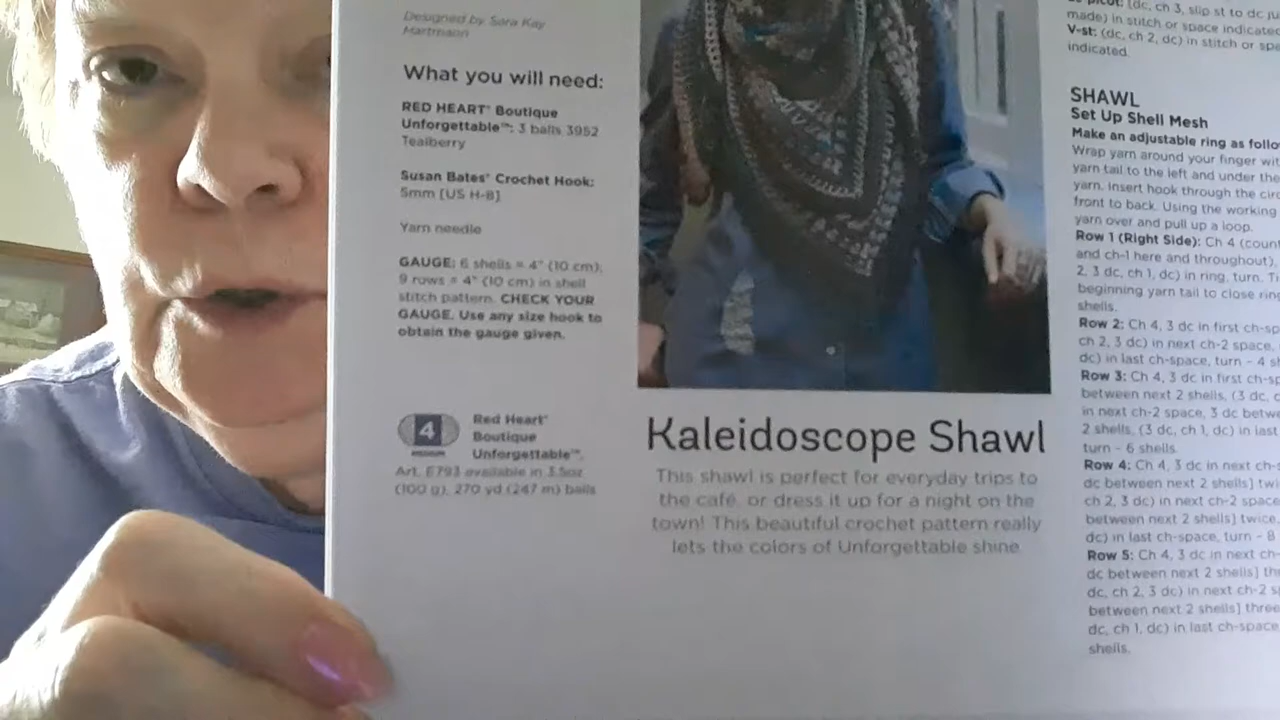 Designed by Sara Kay
Hartmann
What you will need:
RED HEART® Boutique
Unforgettable™: 3 balls 3952
Tealberry
Susan Bates® Crochet Hook:
5mm [US H-8]
Yarn needle
GAUGE: 6 shells = 4" (10 cm);
9 rows = 4" (10 cm) in shell
stitch pattern. CHECK YOUR
GAUGE. Use any size hook to
obtain the gauge given.
4
Red Heart®
Boutique
Unforgettable™,
Art. E793 available in 3.5oz
(100 g), 270 yd (247 m) balls
Kaleidoscope Shawl
This shawl is perfect for everyday trips to
the café, or dress it up for a night on the
town! This beautiful crochet pattern really
lets the colors of Unforgettable shine
picot: (dc, ch 3, slip st to dc
made) in stitch or space indicated
V-st: (dc, ch 2, dc) in stitch or
indicated.
SHAWL
Set Up Shell Mesh
Make an adjustable ring as
Wrap yarn around your finger
yarn tail to the left and under the
yarn. Insert hook through the
front to back. Using the working
yarn over and pull up a loop.
Row 1 (Right Side): Ch 4
and ch-1 here and throughout),
2, 3 dc, ch 1, dc) in ring, turn.
beginning yarn tail to close
shells.
Row 2: Ch 4, 3 dc in first
ch 2, 3 dc) in next ch-2 space,
dc) in last ch-space, turn – 4
Row 3: Ch 4, 3 dc in first
between next 2 shells, (3 dc,
in next ch-2 space, 3 dc
2 shells, (3 dc, ch 1, dc) in last
turn – 6 shells.
Row 4: Ch 4, 3 dc in next
dc between next 2 shells]
ch 2, 3 dc) in next ch-2 space
between next 2 shells] twice,
dc) in last ch-space, turn – 8
Row 5: Ch 4, 3 dc in next
dc between next 2 shells]
dc, ch 2, 3 dc) in next ch-2
between next 2 shells] three
dc, ch 1, dc) in last ch-space,
shells.